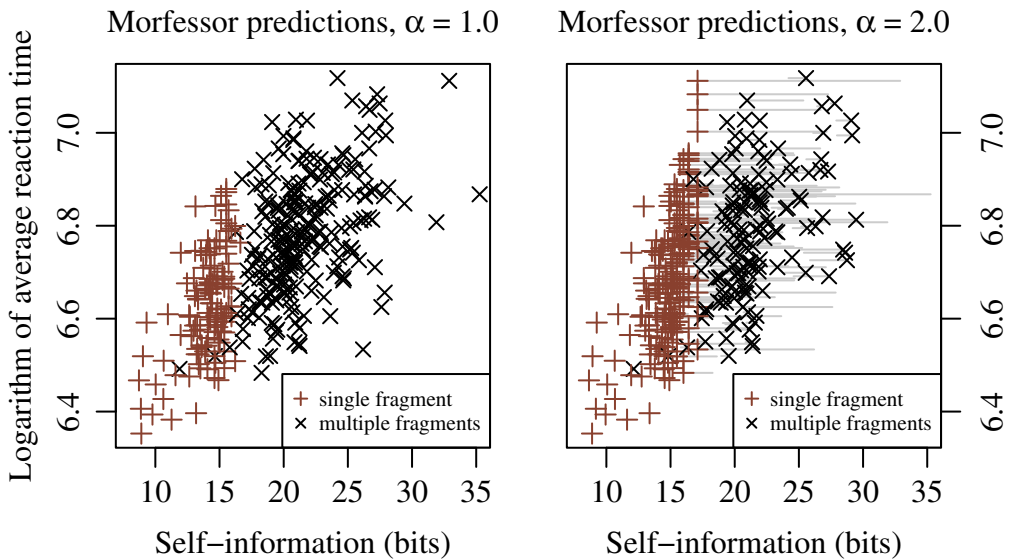 Morfessor predictions, α = 1.0
Morfessor predictions, α = 2.0
Logarithm of average reaction time
7.0
6.8
6.6
6.4
7.0
6.8
6.6
6.4
single fragment
multiple fragments
single fragment
multiple fragments
10 15 20 25 30 35
10 15 20 25 30 35
Self−information (bits)
Self−information (bits)